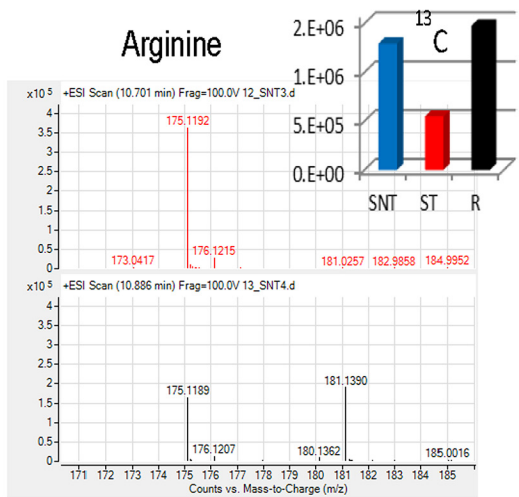 Arginine
13
C
2.E+06
1.E+06
5.E+05
0.E+00
SNT ST R
x10 5 +ESI Scan (10.701 min) Frag=100.0V 12_SNT3.d
4
3.5
3
2.5
2
1.5
1
0.5
0
175.1192
176.1215
173.0417
181.0257
182.9858
184.9952
x10 5 +ESI Scan (10.886 min) Frag=100.0V 13_SNT4.d
4
3.5
3
2.5
2
1.5
1
0.5
0
175.1189
181.1390
176.1207
180.1362
185.0016
171 172 173 174 175 176 177 178 179 180 181 182 183 184 185
Counts vs. Mass-to-Charge (m/z)